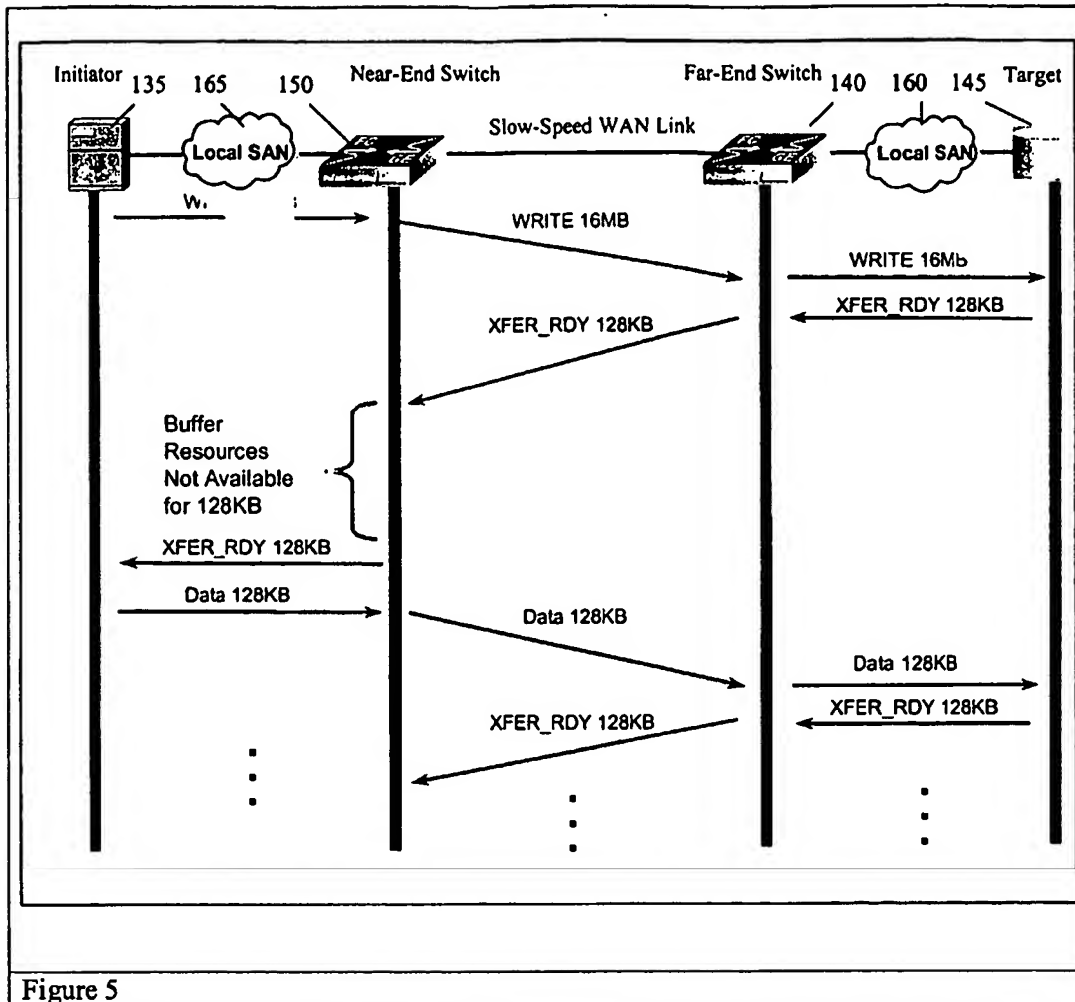 Initiator
135
165
150
Near-End Switch
Far-End Switch
140
160
145
Target
Local SAN
Slow-Speed WAN Link
Local SAN
WRITE 16MB
WRITE 16Mb
XFER_RDY 128KB
XFER_RDY 128KB
Buffer
Resources
Not Available
for 128KB
XFER_RDY 128KB
Data 128KB
Data 128KB
Data 128KB
XFER_RDY 128KB
XFER_RDY 128KB
Figure 5